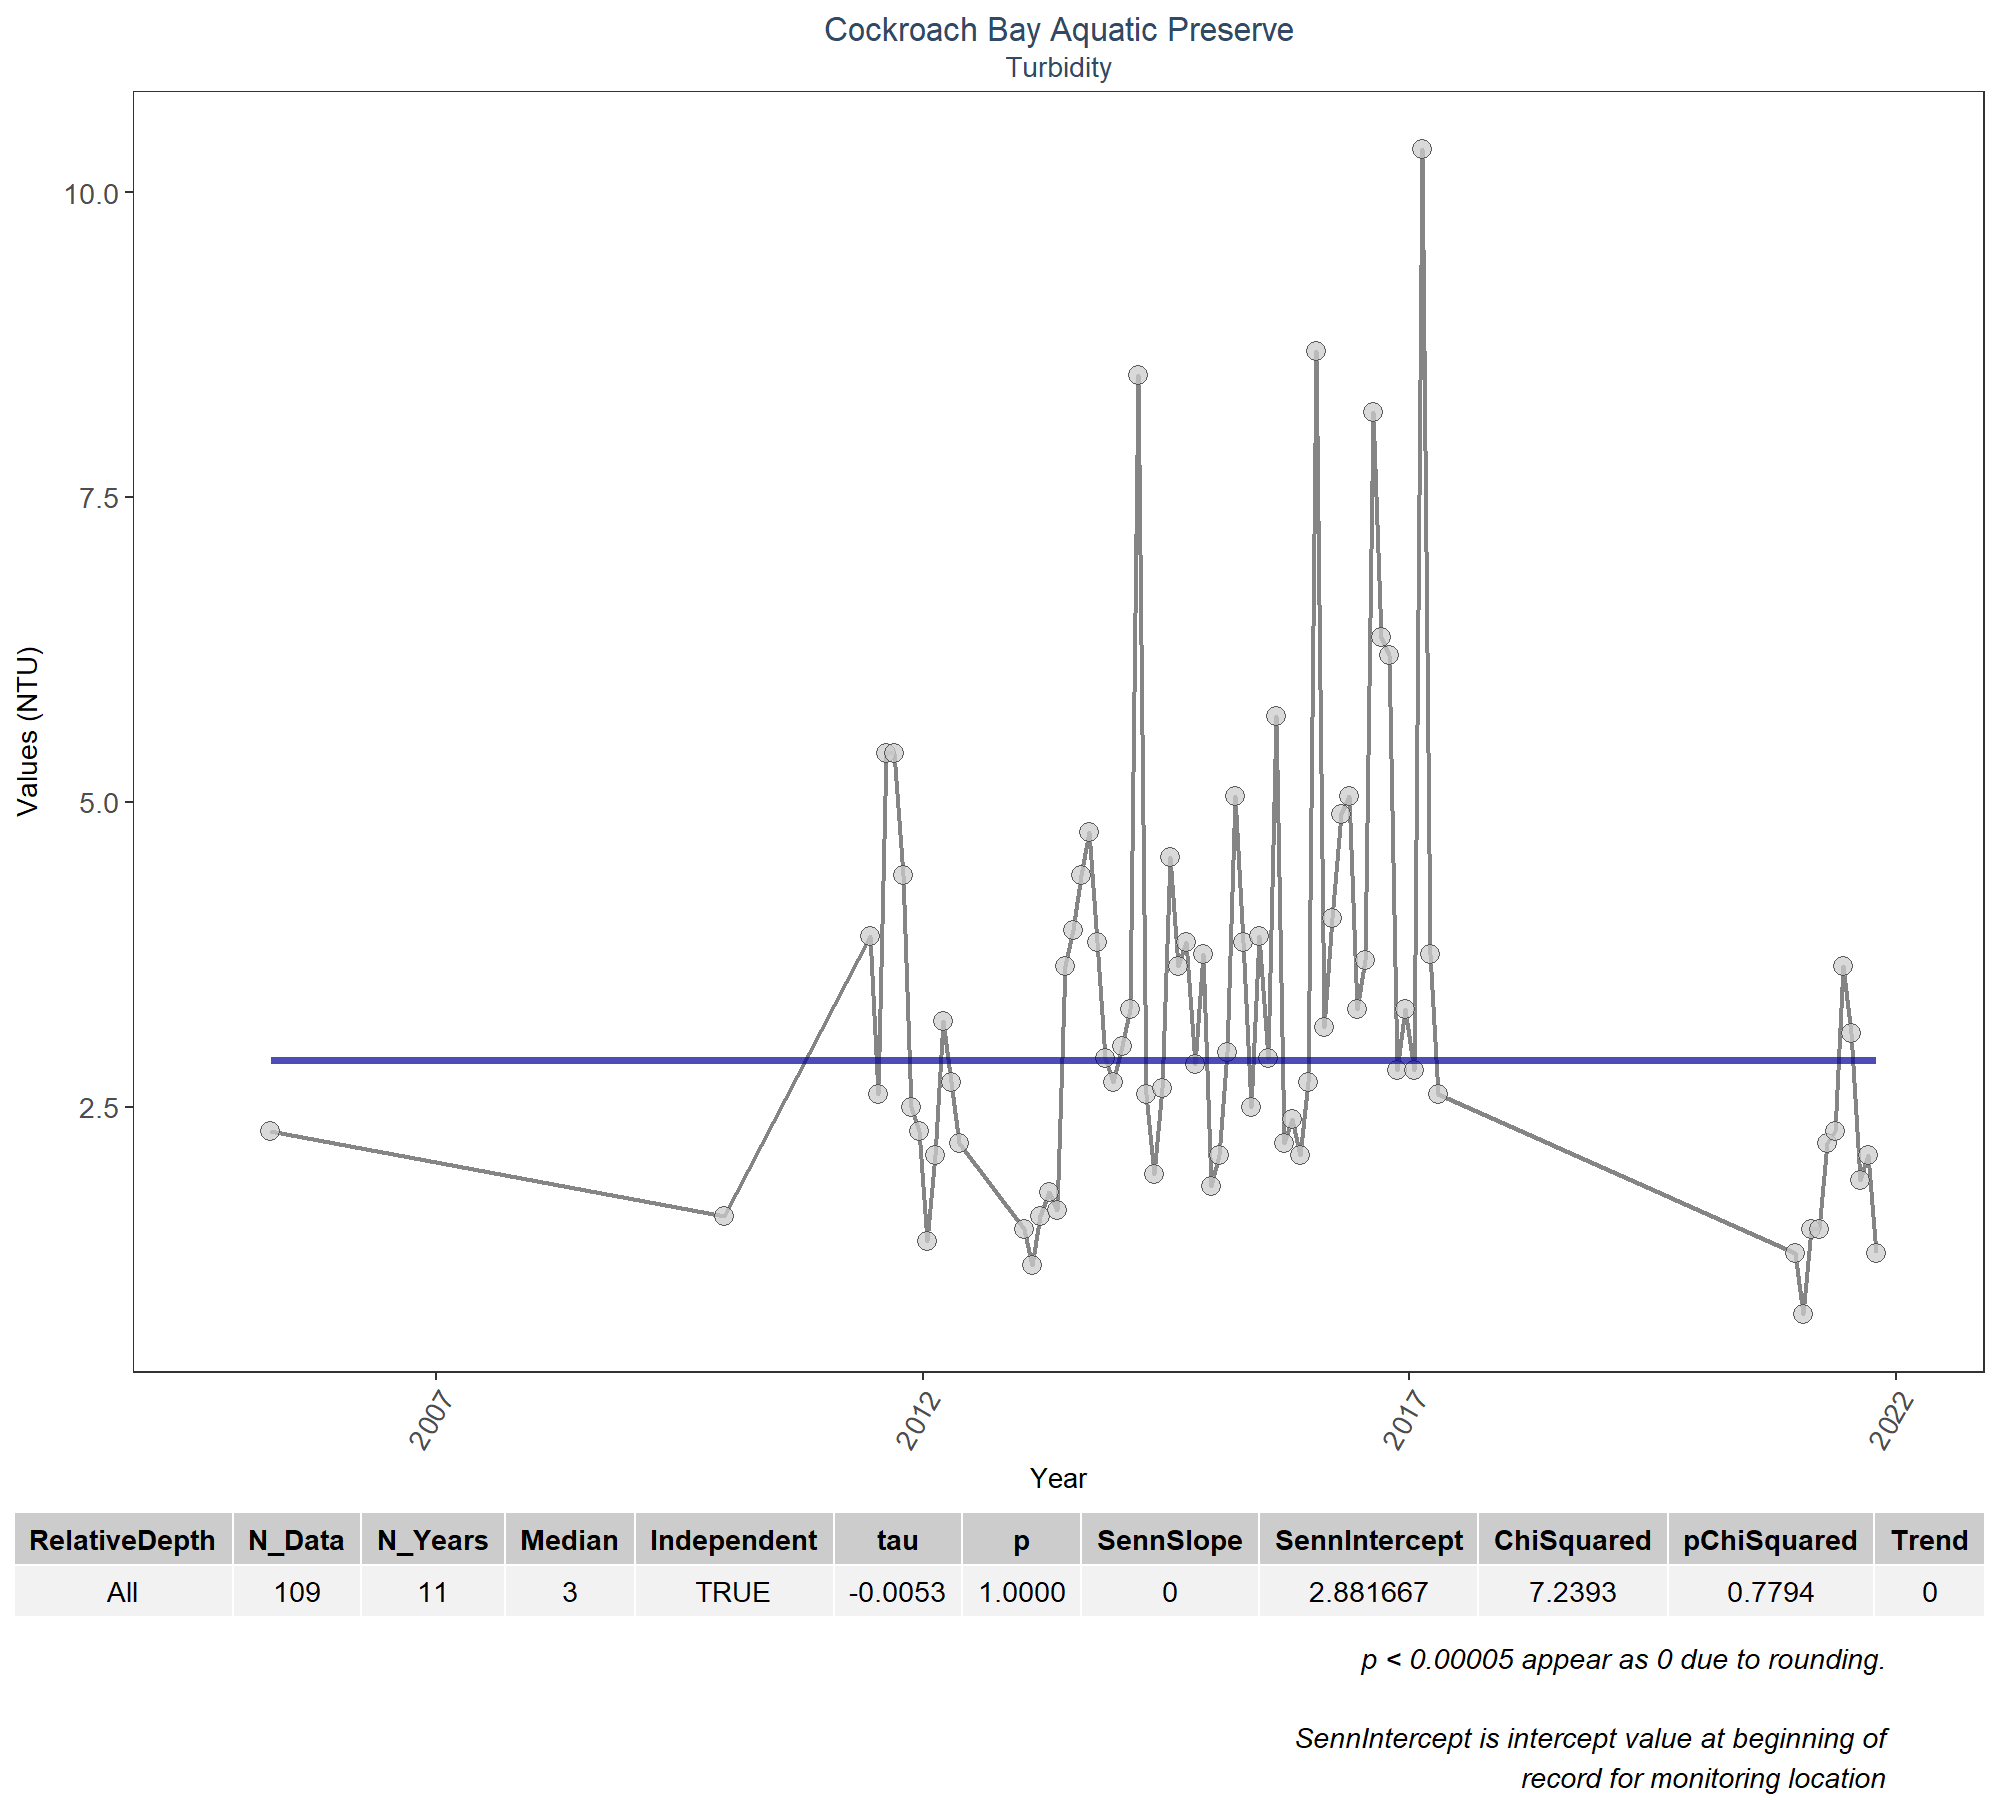 Cockroach Bay Aquatic Preserve
Turbidity
10.0
7.5
5.0
2.5
Values (NTU)
2007
2012
2017
2022
Year
RelativeDepth N_Data N_Years Median Independent tau p SennSlope SennIntercept ChiSquared pChiSquared Trend
All 109 11 3 TRUE -0.0053 1.0000 0 2.881667 7.2393 0.7794 0
p < 0.00005 appear as 0 due to rounding.
SennIntercept is intercept value at beginning of
record for monitoring location